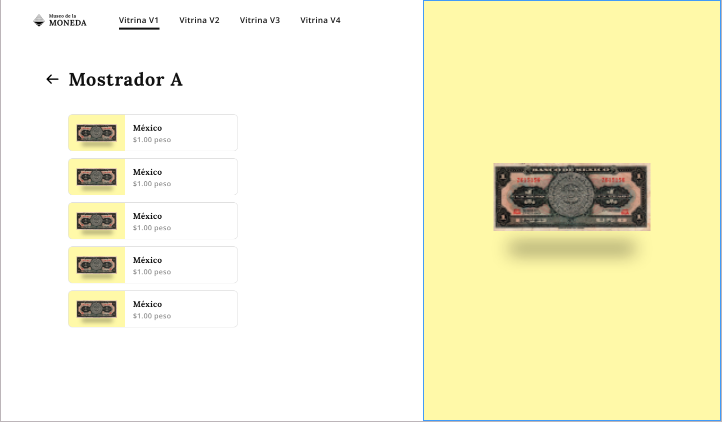 Museo de la
MONEDA
Vitrina V1
Vitrina V2
Vitrina V3
Vitrina V4
Mostrador A
México
$1.00 peso
México
$1.00 peso
México
$1.00 peso
México
$1.00 peso
México
$1.00 peso
BANCO DE MEXICO